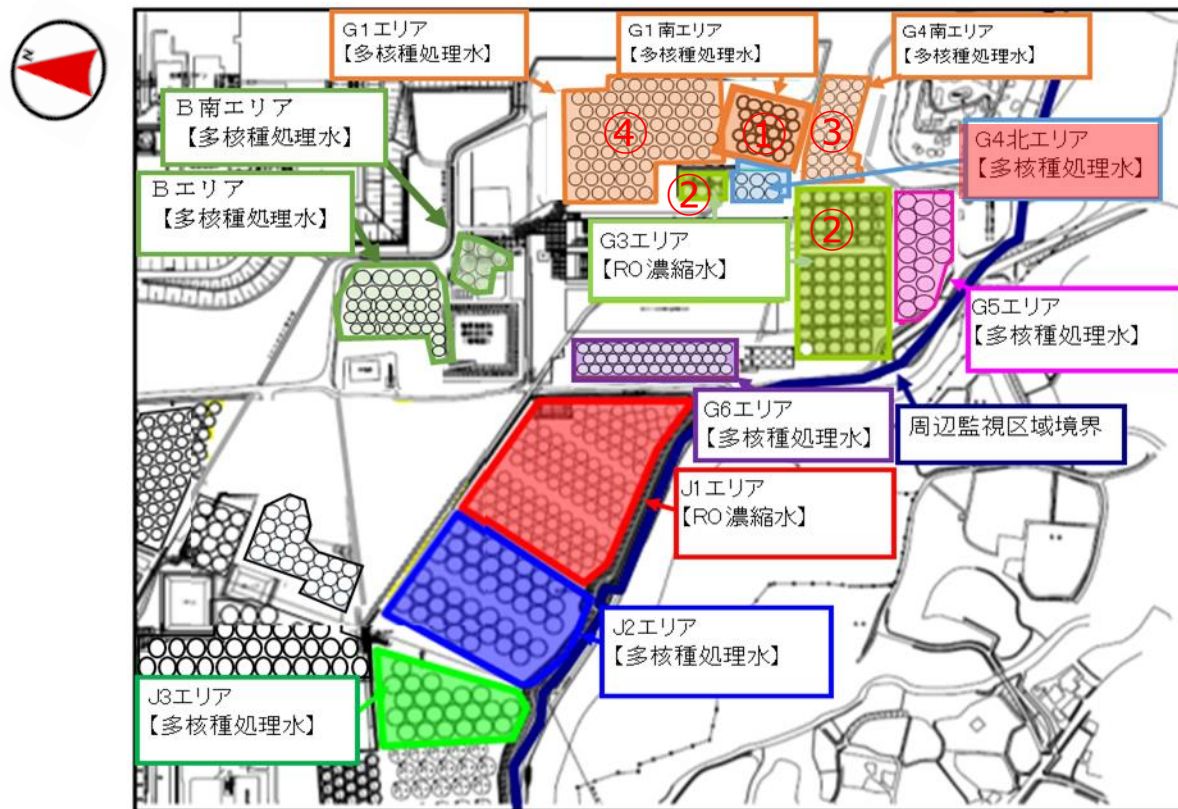 N
G1エリア
【多核種処理水】
G1南エリア
【多核種処理水】
G4南エリア
【多核種処理水】
B南エリア
【多核種処理水】
Bエリア
【多核種処理水】
④
①
③
②
②
G4北エリア
【多核種処理水】
G3エリア
【RO濃縮水】
G5エリア
【多核種処理水】
G6エリア
【多核種処理水】
周辺監視区域境界
J1エリア
【RO濃縮水】
J2エリア
【多核種処理水】
J3エリア
【多核種処理水】